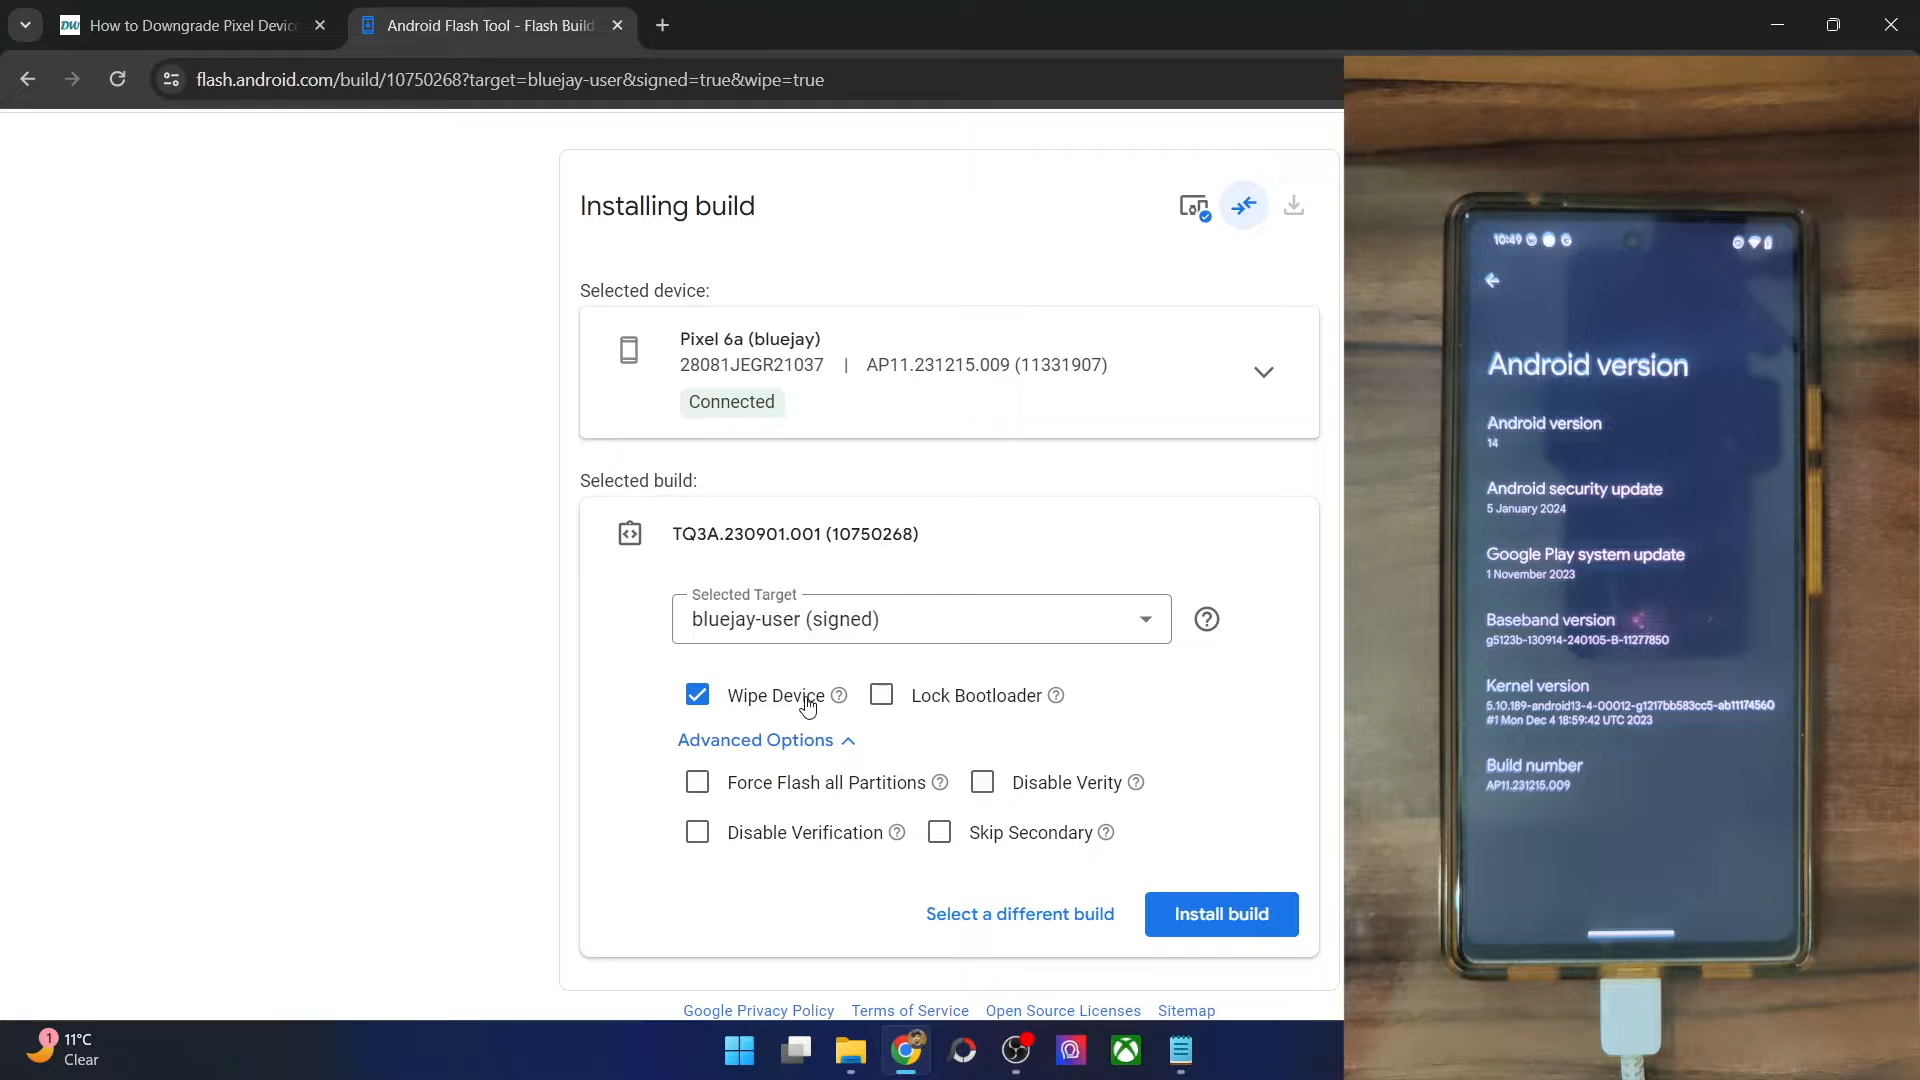 DW How to Downgrade Pixel Devic
Android Flash Tool - Flash Build
flash.android.com/build/10750268?target=bluejay-user&signed=true&wipe=true
Installing build
Selected device:
Pixel 6a (bluejay)
28081JEGR21037 | AP11.231215.009 (11331907)
Connected
Selected build:
TQ3A.230901.001 (10750268)
Selected Target
bluejay-user (signed)
Wipe Device
Lock Bootloader
Advanced Options
Force Flash all Partitions
Disable Verity
Disable Verification
Skip Secondary
Select a different build
Install build
Google Privacy Policy Terms of Service Open Source Licenses Sitemap
1
11°C
Clear
10:49
G
Android version
Android version
14
Android security update
5 January 2024
Google Play system update
1 November 2023
Baseband version
g5123b-130914-240105-B-11277850
Kernel version
5.10.189-android13-4-00012-g1217bb583cc5-ab11174560
#1 Mon Dec 4 18:59:42 UTC 2023
Build number
AP11.231215.009